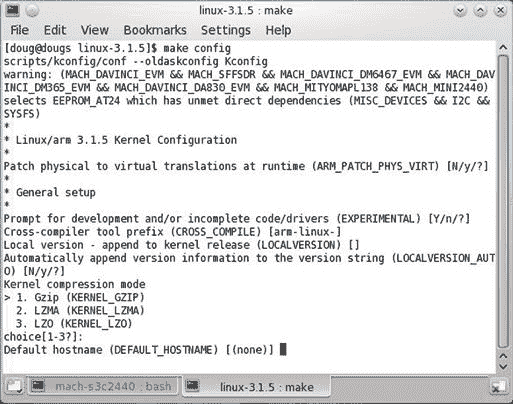 linux-3.1.5 : make
File Edit View Bookmarks Settings Help
[doug@dougs linux-3.1.5]$ make config
scripts/kconfig/conf --oldaskconfig Kconfig
warning: (MACH_DAVINCI_EVM && MACH_SFFSDR && MACH_DAVINCI_DM6467_EVM && MACH_DAV
INCI_DM365_EVM && MACH_DAVINCI_DA830_EVM && MACH_MITYOMAPL138 && MACH_MINI2440)
selects EEPROM_AT24 which has unmet direct dependencies (MISC_DEVICES && I2C &&
SYSFS)
*
* Linux/arm 3.1.5 Kernel Configuration
*
Patch physical to virtual translations at runtime (ARM_PATCH_PHYS_VIRT) [N/y/?]
*
* General setup
*
Prompt for development and/or incomplete code/drivers (EXPERIMENTAL) [Y/n/?]
Cross-compiler tool prefix (CROSS_COMPILE) [arm-linux-]
Local version - append to kernel release (LOCALVERSION) []
Automatically append version information to the version string (LOCALVERSION_AUT
O) [N/y/?]
Kernel compression mode
> 1. Gzip (KERNEL_GZIP)
2. LZMA (KERNEL_LZMA)
3. LZO (KERNEL_LZO)
choice[1-3?]:
Default hostname (DEFAULT_HOSTNAME) [(none)]
mach-s3c2440 : bash
linux-3.1.5 : make